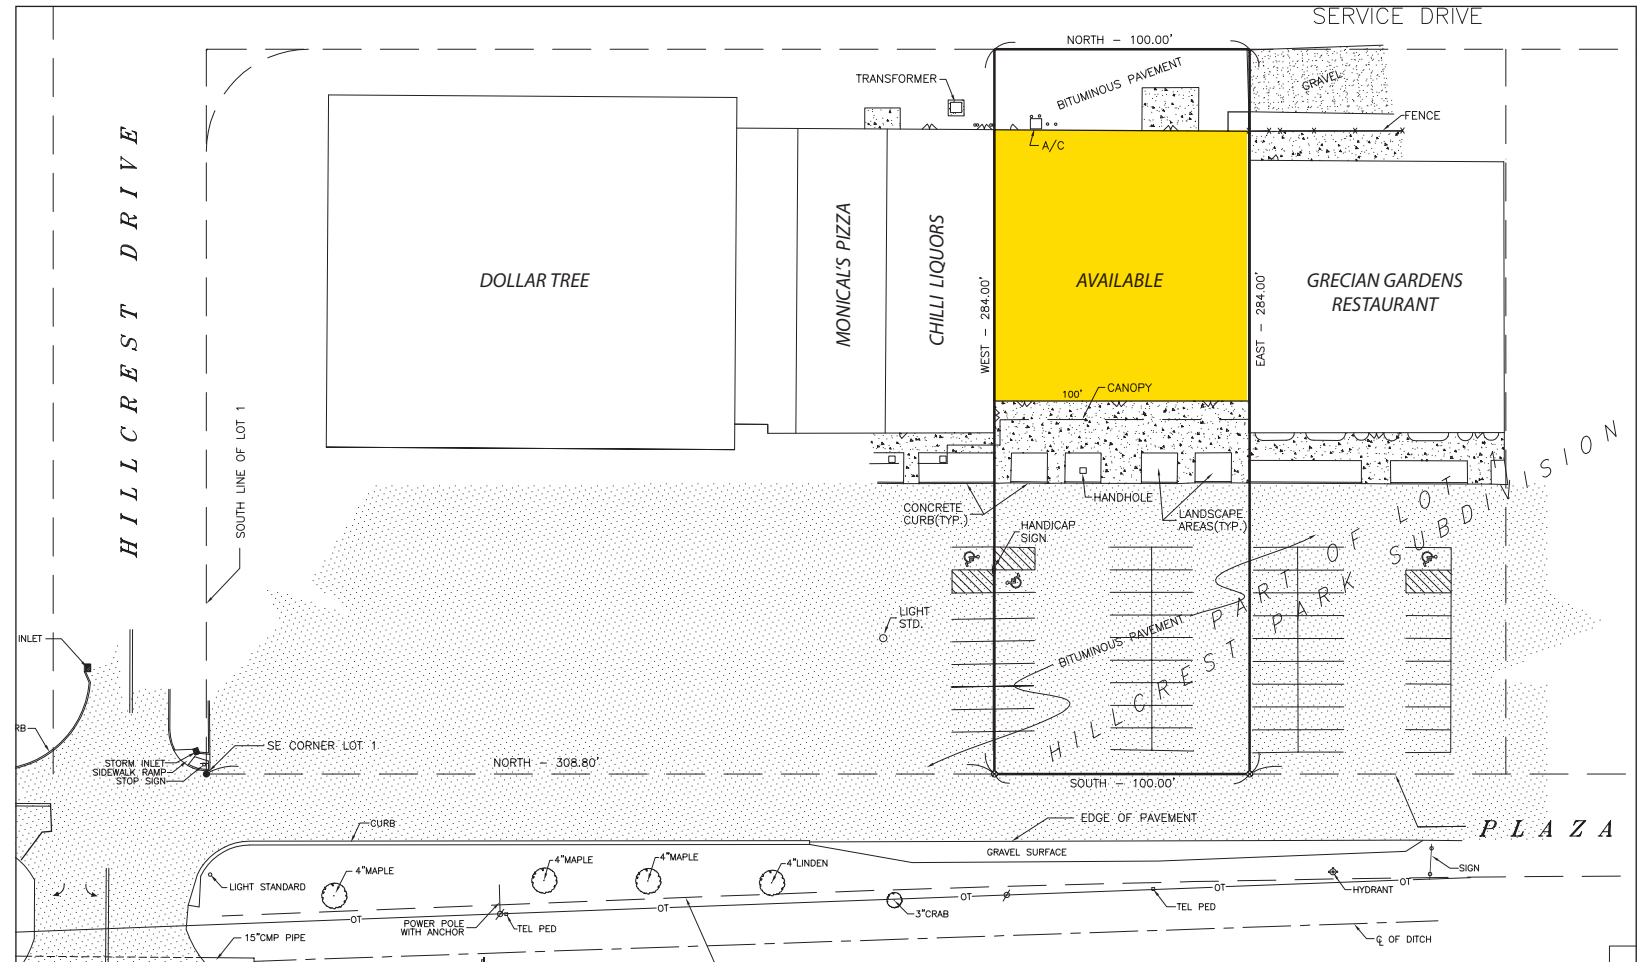 SERVICE DRIVE
NORTH - 100.00'
TRANSFORMER
BITUMINOUS PAVEMENT
GRAVEL
FENCE
A/C
HILLCREST DRIVE
DOLLAR TREE
MONICAL'S PIZZA
CHILLI LIQUORS
WEST - 284.00'
AVAILABLE
EAST - 284.00'
GRECIAN GARDENS
RESTAURANT
100'
CANOPY
SOUTH LINE OF LOT 1
CONCRETE
CURB(TYP.)
HANDHOLE
LANDSCAPE
AREAS(TYP.)
HANDICAP
SIGN
PART OF LOT 1
HILLCREST PARK SUBDIVISION
LIGHT
STD.
BITUMINOUS PAVEMENT
INLET
RB
SE CORNER LOT 1
STORM INLET
SIDEWALK RAMP
STOP SIGN
NORTH - 308.80'
SOUTH - 100.00'
CURB
EDGE OF PAVEMENT
PLAZA
GRAVEL SURFACE
4"MAPLE
4"MAPLE
4"MAPLE
4"LINDEN
SIGN
LIGHT STANDARD
HYDRANT
OT
OT
OT
OT
OT
POWER POLE
WITH ANCHOR
TEL PED
3"CRAB
TEL PED
15"CMP PIPE
℄ OF DITCH